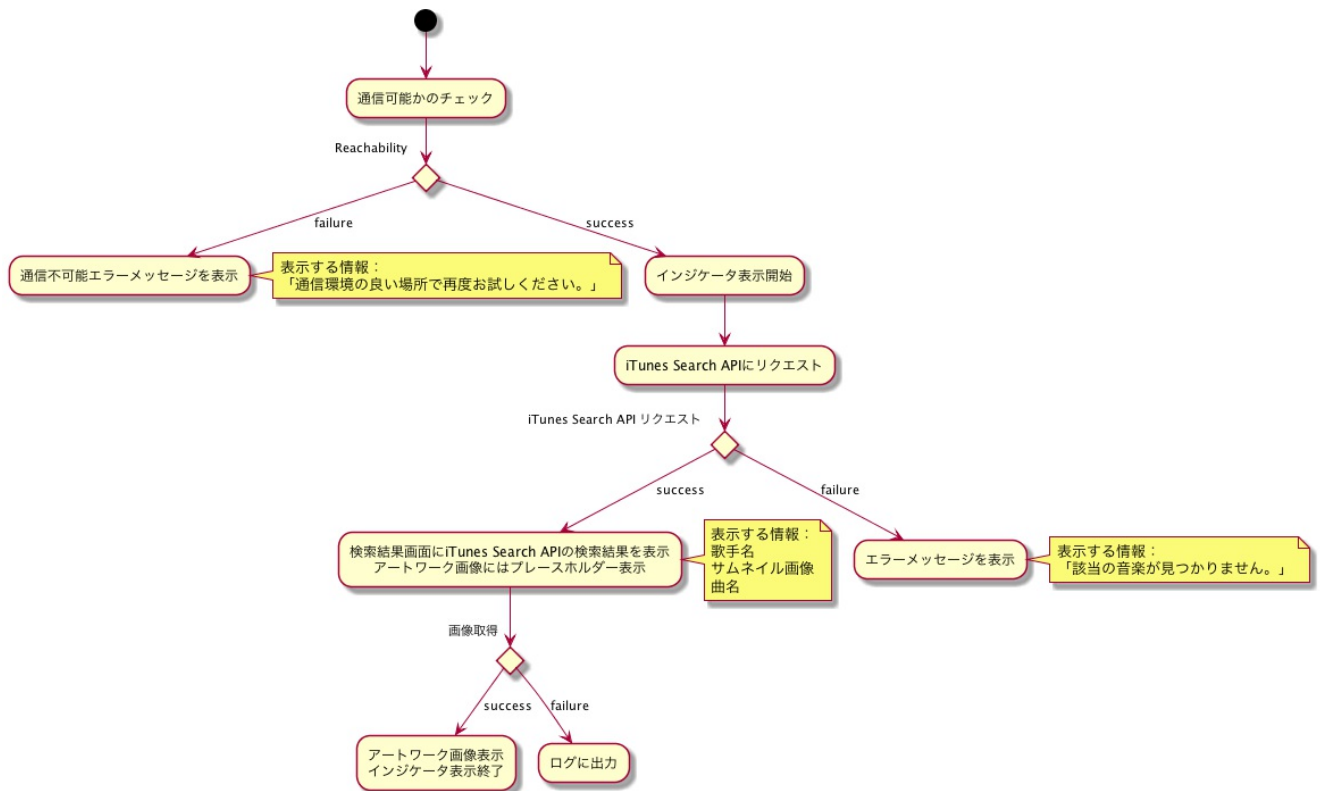 通信可能かのチェック
Reachability
failure
success
通信不可能エラーメッセージを表示
表示する情報：
「通信環境の良い場所で再度お試しください。」
インジケータ表示開始
iTunes Search APIにリクエスト
iTunes Search API リクエスト
success
failure
検索結果画面にiTunes Search APIの検索結果を表示
アートワーク画像にはプレースホルダー表示
表示する情報：
歌手名
サムネイル画像
曲名
エラーメッセージを表示
表示する情報：
「該当の音楽が見つかりません。」
画像取得
success
failure
アートワーク画像表示
インジケータ表示終了
ログに出力